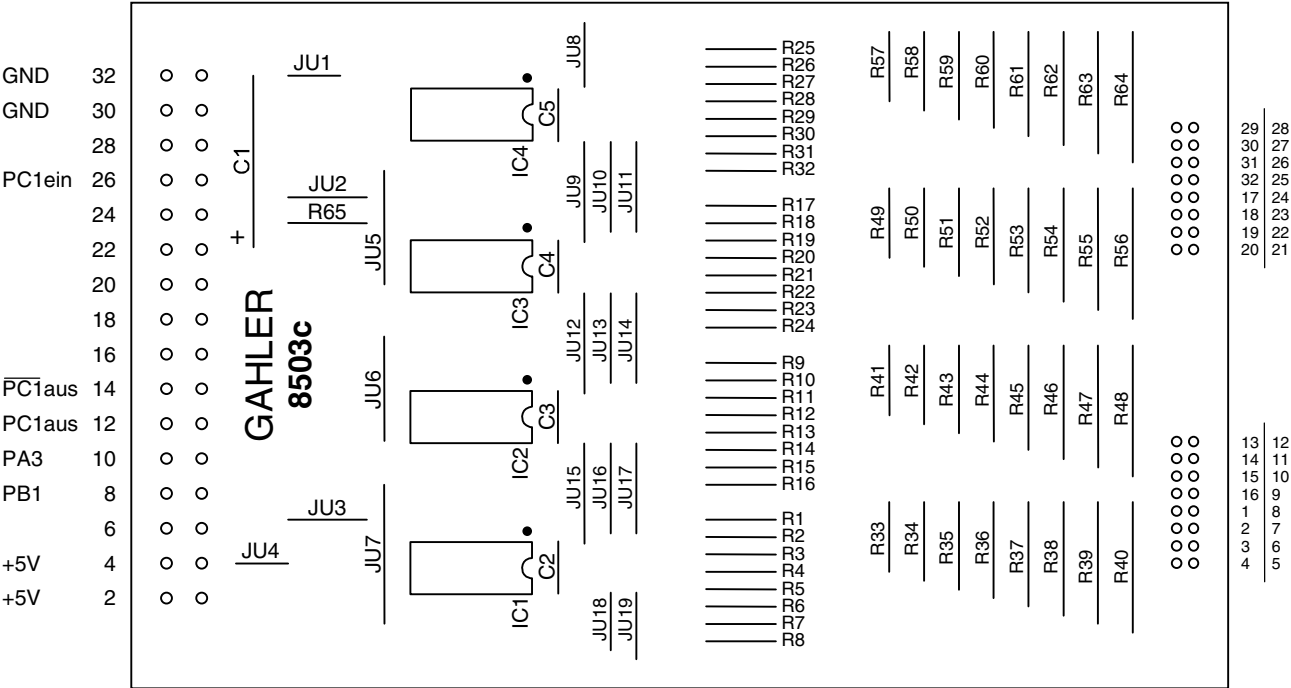 GND 32
GND 30
28
PC1ein 26
24
22
20
18
16
P̅C̅1aus 14
PC1aus 12
PA3 10
PB1 8
6
+5V 4
+5V 2
C1
+
JU1
JU2
R65
JU5
GAHLER
8503c
JU6
JU3
JU4
JU7
IC4
C5
IC3
C4
IC2
C3
IC1
C2
JU8
JU9
JU10
JU11
JU12
JU13
JU14
JU15
JU16
JU17
JU18
JU19
R25
R26
R27
R28
R29
R30
R31
R32
R17
R18
R19
R20
R21
R22
R23
R24
R9
R10
R11
R12
R13
R14
R15
R16
R1
R2
R3
R4
R5
R6
R7
R8
R57
R58
R59
R60
R61
R62
R63
R64
R49
R50
R51
R52
R53
R54
R55
R56
R41
R42
R43
R44
R45
R46
R47
R48
R33
R34
R35
R36
R37
R38
R39
R40
29 28
30 27
31 26
32 25
17 24
18 23
19 22
20 21
13 12
14 11
15 10
16 9
1 8
2 7
3 6
4 5